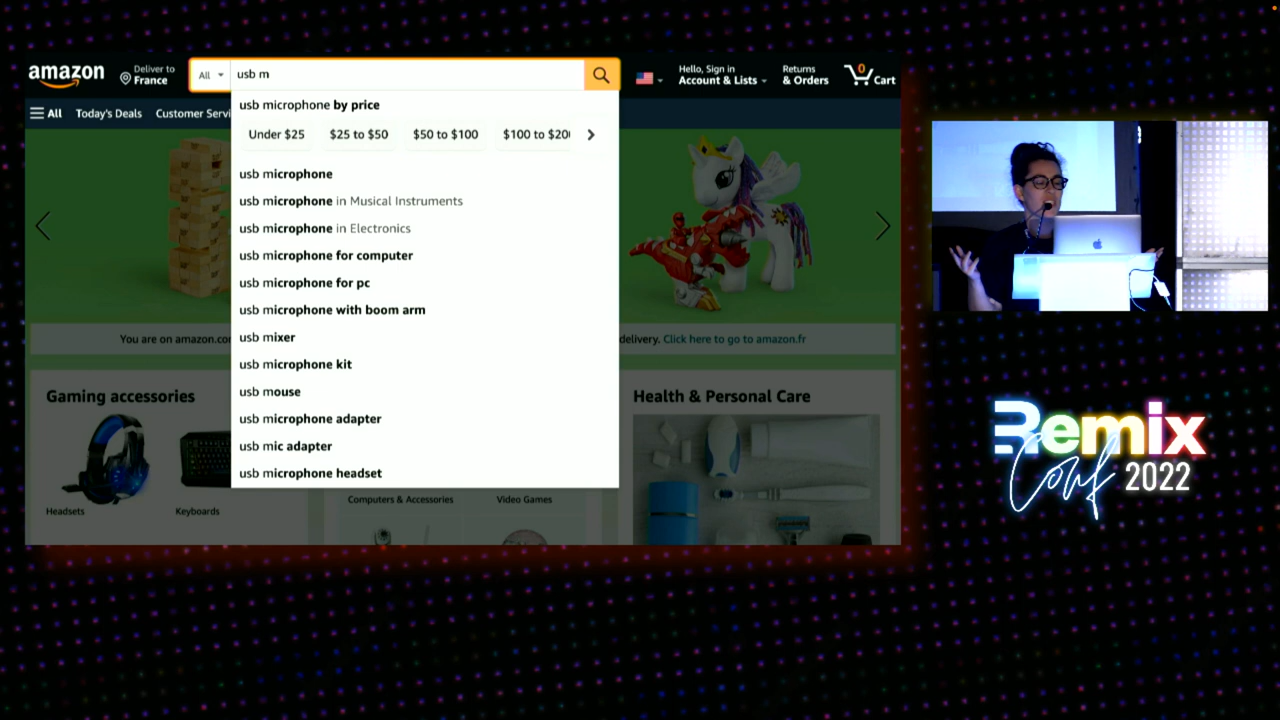 amazon
Deliver to
France
All
usb m
Hello, Sign in
Account & Lists
Returns
& Orders
0
Cart
All
Today's Deals
Customer Servi
usb microphone by price
Under $25
$25 to $50
$50 to $100
$100 to $20
usb microphone
usb microphone in Musical Instruments
usb microphone in Electronics
usb microphone for computer
usb microphone for pc
usb microphone with boom arm
usb mixer
usb microphone kit
usb mouse
usb microphone adapter
usb mic adapter
usb microphone headset
You are on amazon.co
delivery. Click here to go to amazon.fr
Gaming accessories
Headsets
Keyboards
Computers & Accessories
Video Games
Health & Personal Care
Remix
Conf 2022